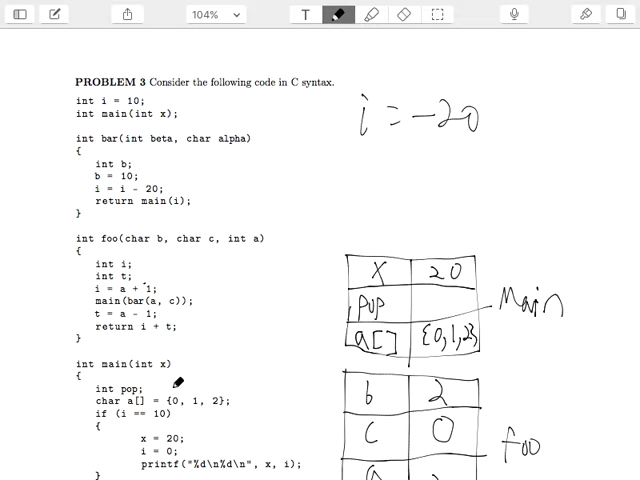 104%
T
PROBLEM 3 Consider the following code in C syntax.
int i = 10;
int main(int x);
int bar(int beta, char alpha)
{
int b;
b = 10;
i = i - 20;
return main(i);
}
int foo(char b, char c, int a)
{
int i;
int t;
i = a + 1;
main(bar(a, c));
t = a - 1;
return i + t;
}
int main(int x)
{
int pop;
char a[] = {0, 1, 2};
if (i == 10)
{
x = 20;
i = 0;
printf("%d\n%d\n", x, i);
}
i = -20
X 20
pop
a[] {0,1,2}
Main
b 2
c 0
foo